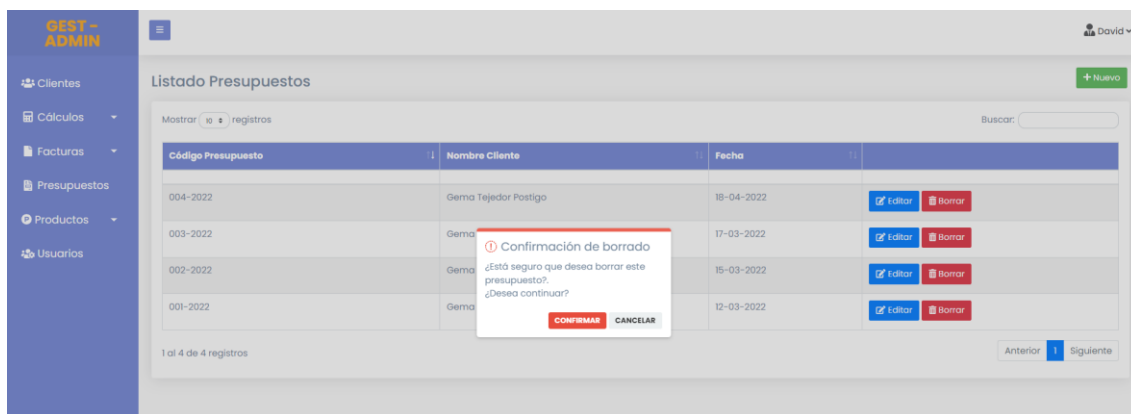 GEST -
ADMIN
David
Clientes
Cálculos
Facturas
Presupuestos
Productos
Usuarios
Listado Presupuestos
+ Nuevo
Mostrar 10 registros
Buscar:
Código Presupuesto Nombre Cliente Fecha
004-2022 Gema Tejedor Postigo 18-04-2022 Editar Borrar
003-2022 Gema 17-03-2022 Editar Borrar
002-2022 Gema 15-03-2022 Editar Borrar
001-2022 Gema 12-03-2022 Editar Borrar
Confirmación de borrado
¿Está seguro que desea borrar este
presupuesto?.
¿Desea continuar?
CONFIRMAR CANCELAR
1 al 4 de 4 registros
Anterior 1 Siguiente